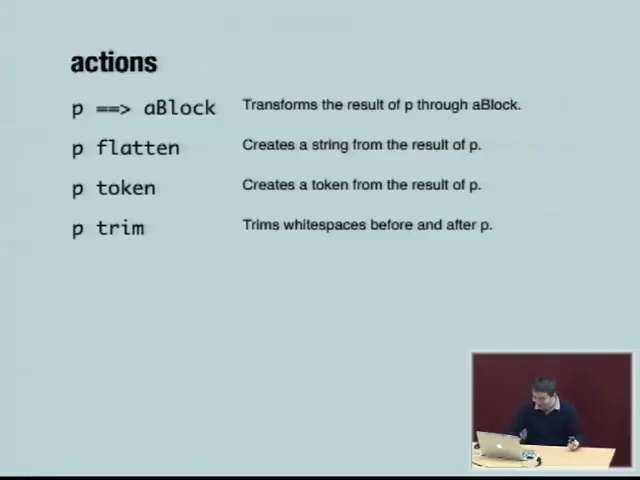 actions
p ==> aBlock Transforms the result of p through aBlock.
p flatten Creates a string from the result of p.
p token Creates a token from the result of p.
p trim Trims whitespaces before and after p.